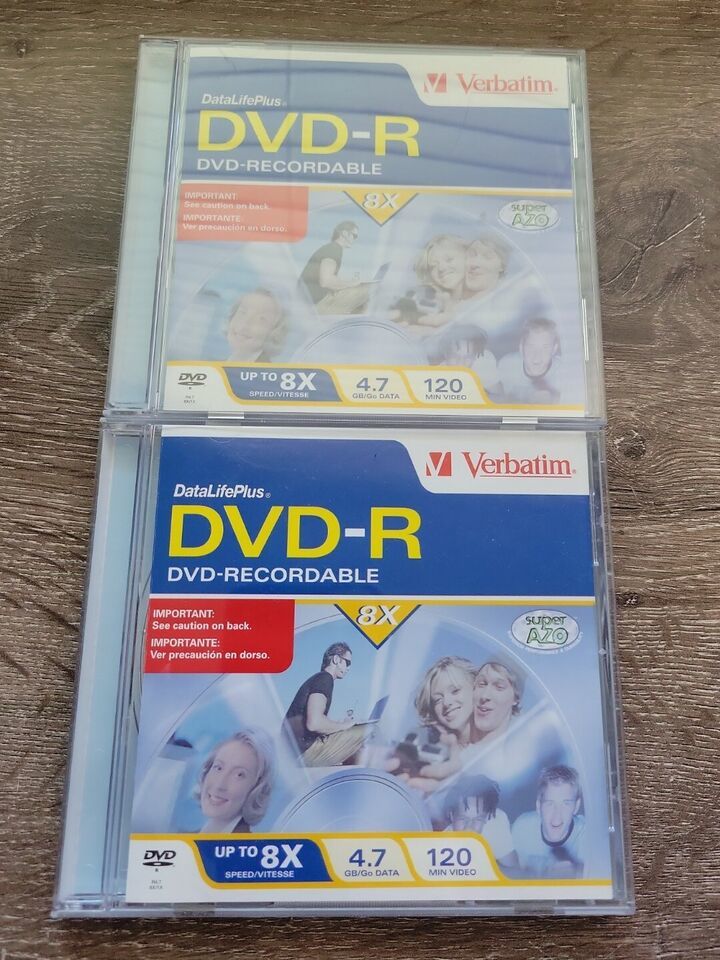 Verbatim.
DataLifePlus®
DVD-R
DVD-RECORDABLE
IMPORTANT:
See caution on back.
IMPORTANTE:
Ver precaución en dorso.
8X
super
AZO
DVD
R
UP TO 8X
SPEED/VITESSE
4.7
GB/Go DATA
120
MIN VIDEO
Verbatim®
DataLifePlus®
DVD-R
DVD-RECORDABLE
IMPORTANT:
See caution on back.
IMPORTANTE:
Ver precaución en dorso.
8X
super
AZO
DVD
R
UP TO 8X
SPEED/VITESSE
4.7
GB/Go DATA
120
MIN VIDEO